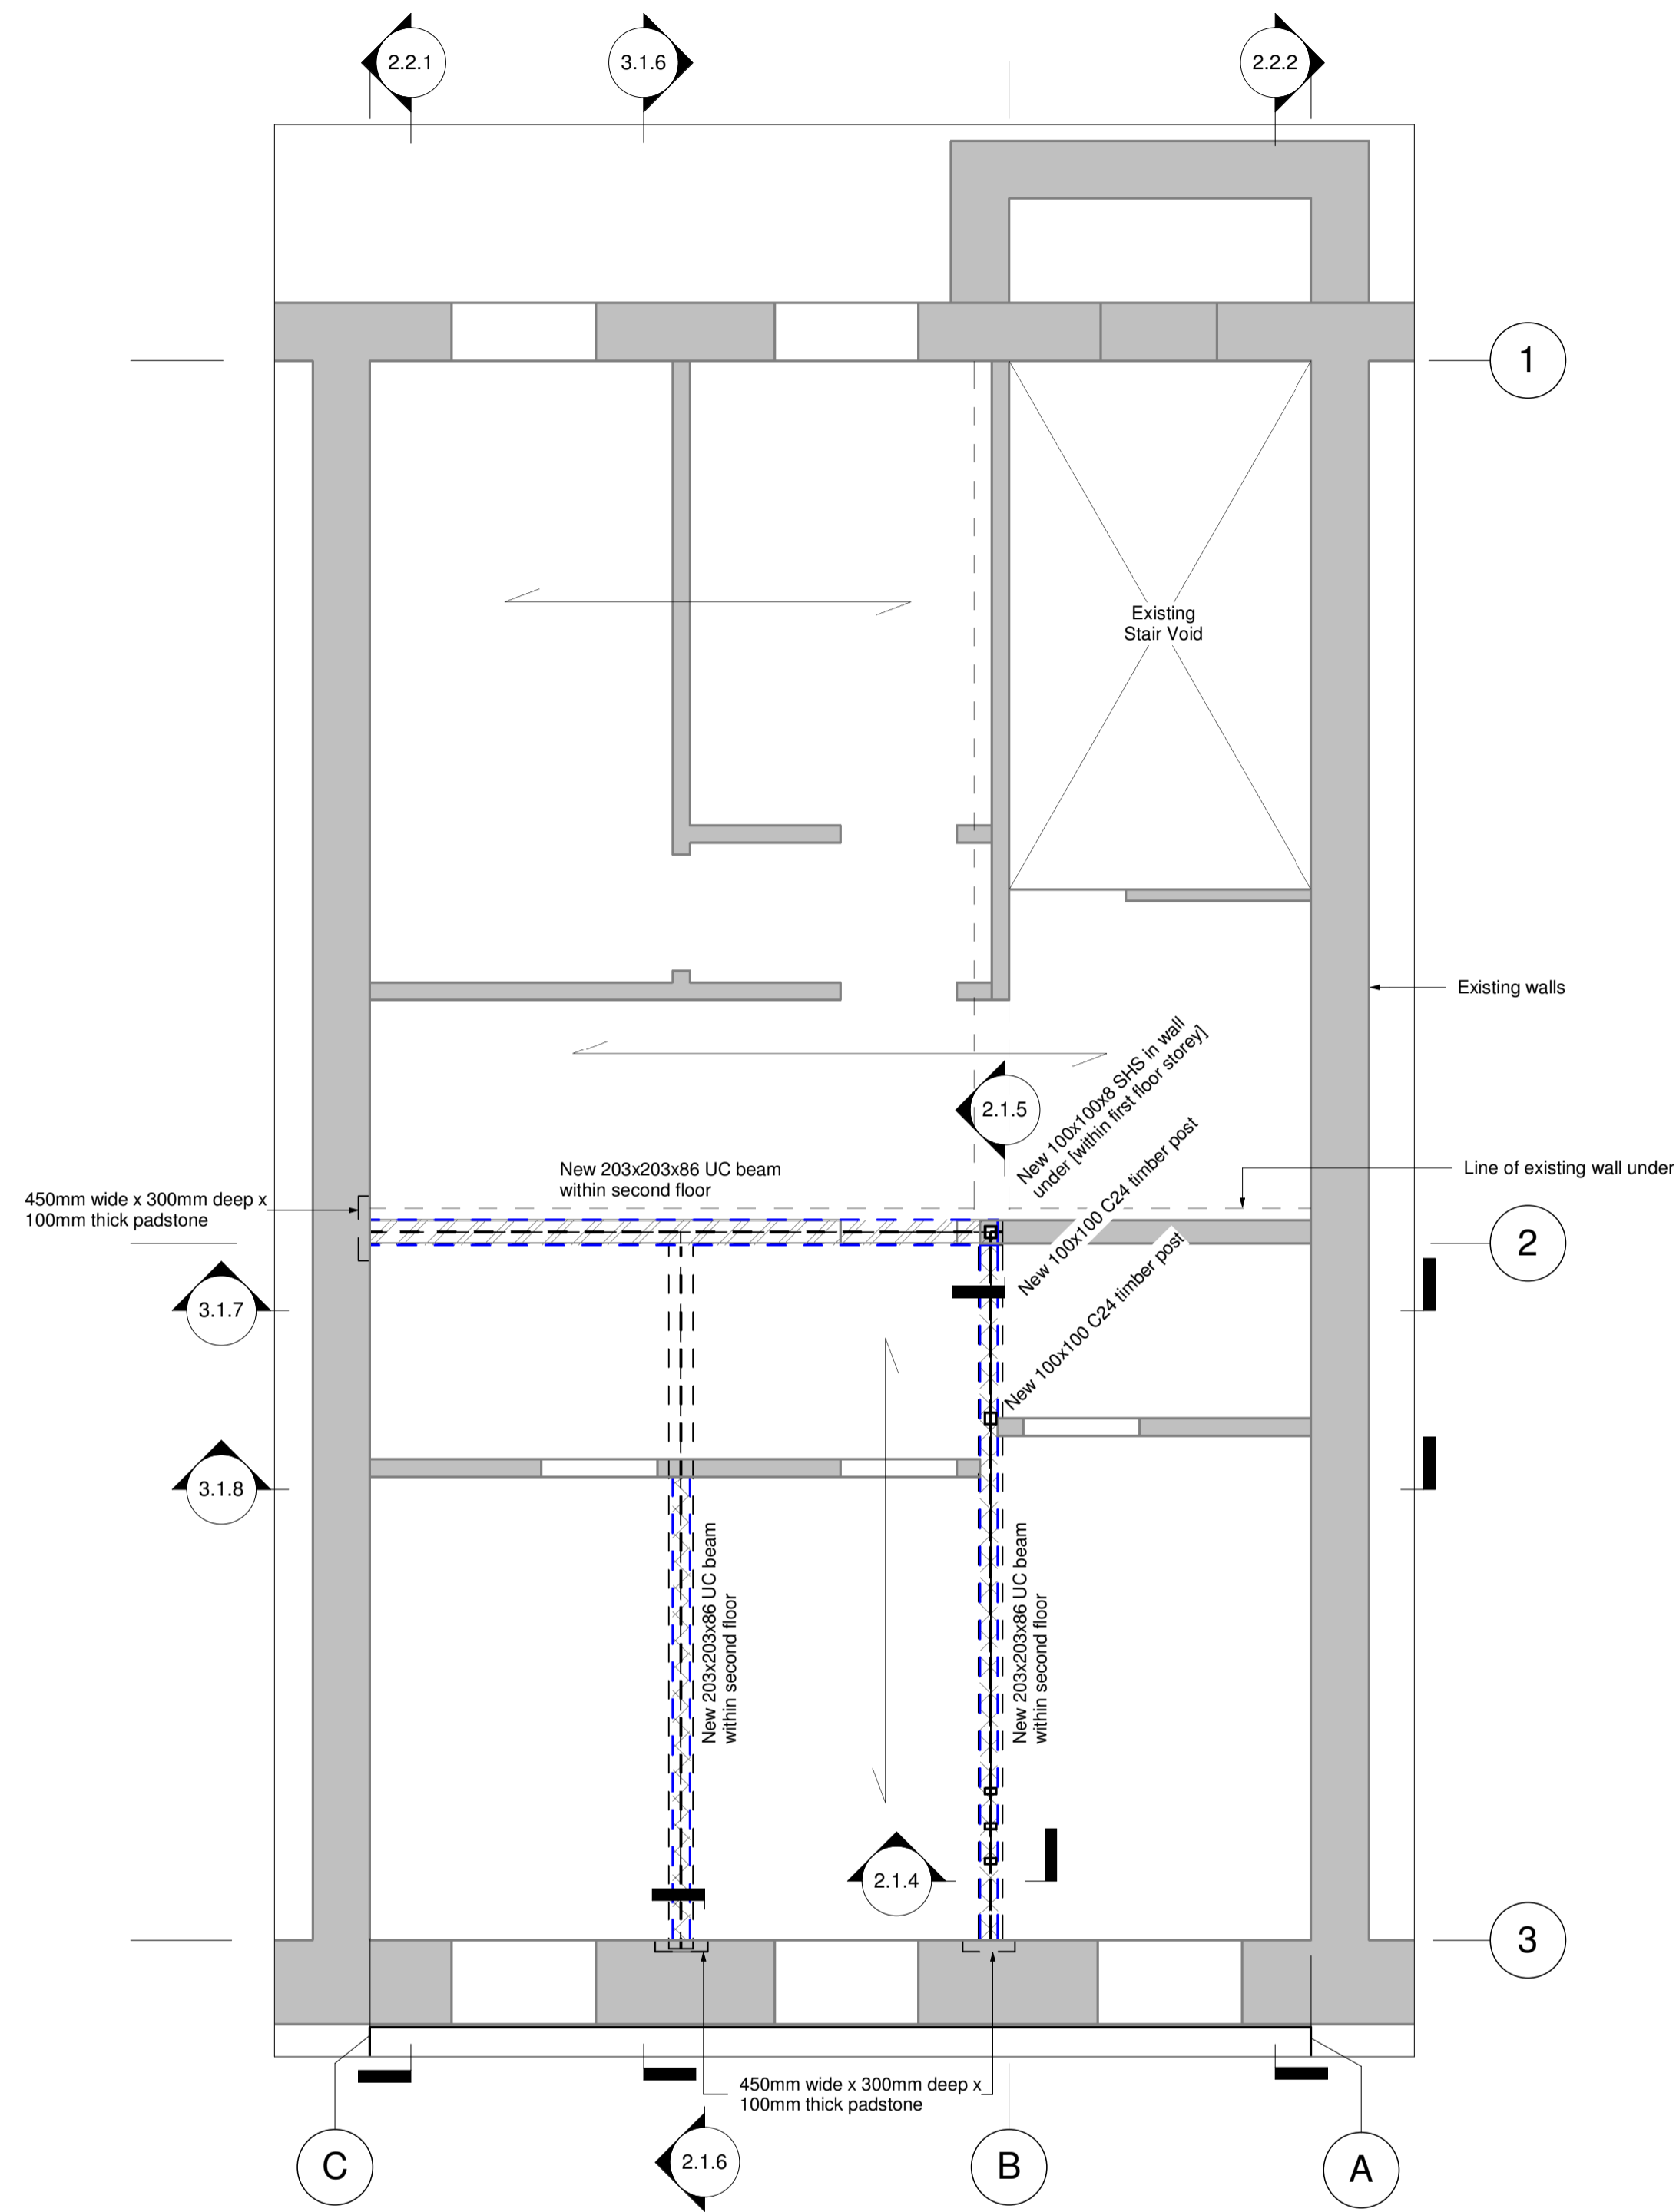 2.2.1
3.1.6
2.2.2
1
Existing
Stair Void
Existing walls
New 100x100x8 SHS in wall
under [within first floor storey]
2.1.5
New 100x100 C24 timber post
New 203x203x86 UC beam
within second floor
Line of existing wall under
450mm wide x 300mm deep x
100mm thick padstone
2
New 100x100 C24 timber post
3.1.7
3.1.8
New 203x203x86 UC beam
within second floor
New 203x203x86 UC beam
within second floor
2.1.4
3
450mm wide x 300mm deep x
100mm thick padstone
C
2.1.6
B
A